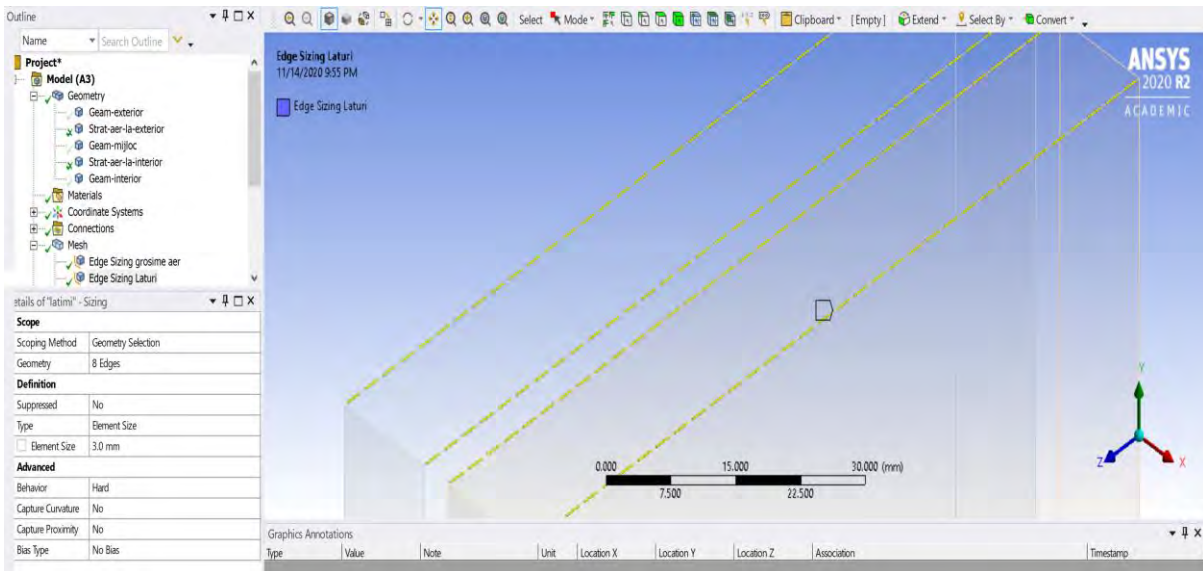 Outline
Name Search Outline
Project*
Model (A3)
Geometry
Geam-exterior
Strat-aer-la-exterior
Geam-mijloc
Strat-aer-la-interior
Geam-interior
Materials
Coordinate Systems
Connections
Mesh
Edge Sizing grosime aer
Edge Sizing Laturi
etails of "latimi" - Sizing
Scope
Scoping Method Geometry Selection
Geometry 8 Edges
Definition
Suppressed No
Type Element Size
Element Size 3.0 mm
Advanced
Behavior Hard
Capture Curvature No
Capture Proximity No
Bias Type No Bias
Select Mode Clipboard [Empty] Extend Select By Convert
Edge Sizing Laturi
11/14/2020 9:55 PM
Edge Sizing Laturi
ANSYS
2020 R2
ACADEMIC
0.000 15.000 30.000 (mm)
7.500 22.500
Y
Z X
Graphics Annotations
Type Value Note Unit Location X Location Y Location Z Association Timestamp